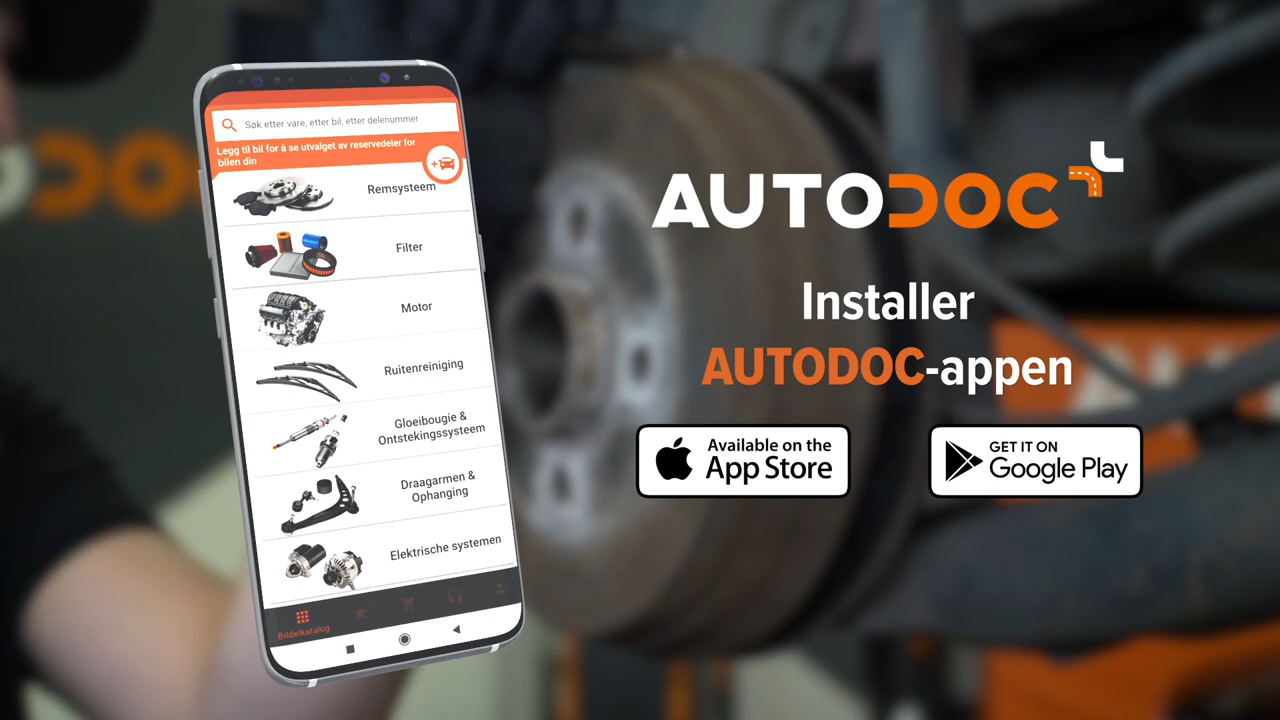 Søk etter vare, etter bil, etter delenummer
Legg til bil for å se utvalget av reservedeler for
bilen din
Remsysteem
Filter
Motor
Ruitenreiniging
Gloeibougie &
Ontstekingssysteem
Draagarmen &
Ophanging
Elektrische systemen
Bildelkatalog
DOC
AUTODOC
Installer
AUTODOC-appen
Available on the
App Store
GET IT ON
Google Play